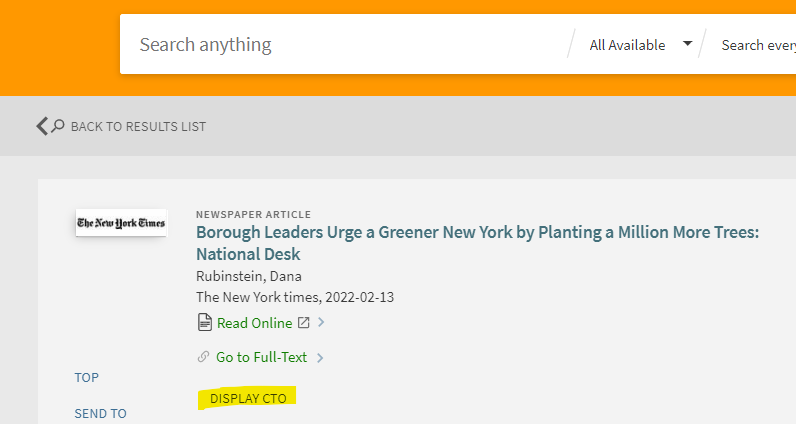 Search anything
All Available
Search every
BACK TO RESULTS LIST
The New York Times
NEWSPAPER ARTICLE
Borough Leaders Urge a Greener New York by Planting a Million More Trees:
National Desk
Rubinstein, Dana
The New York times, 2022-02-13
Read Online
Go to Full-Text
TOP
DISPLAY CTO
SEND TO